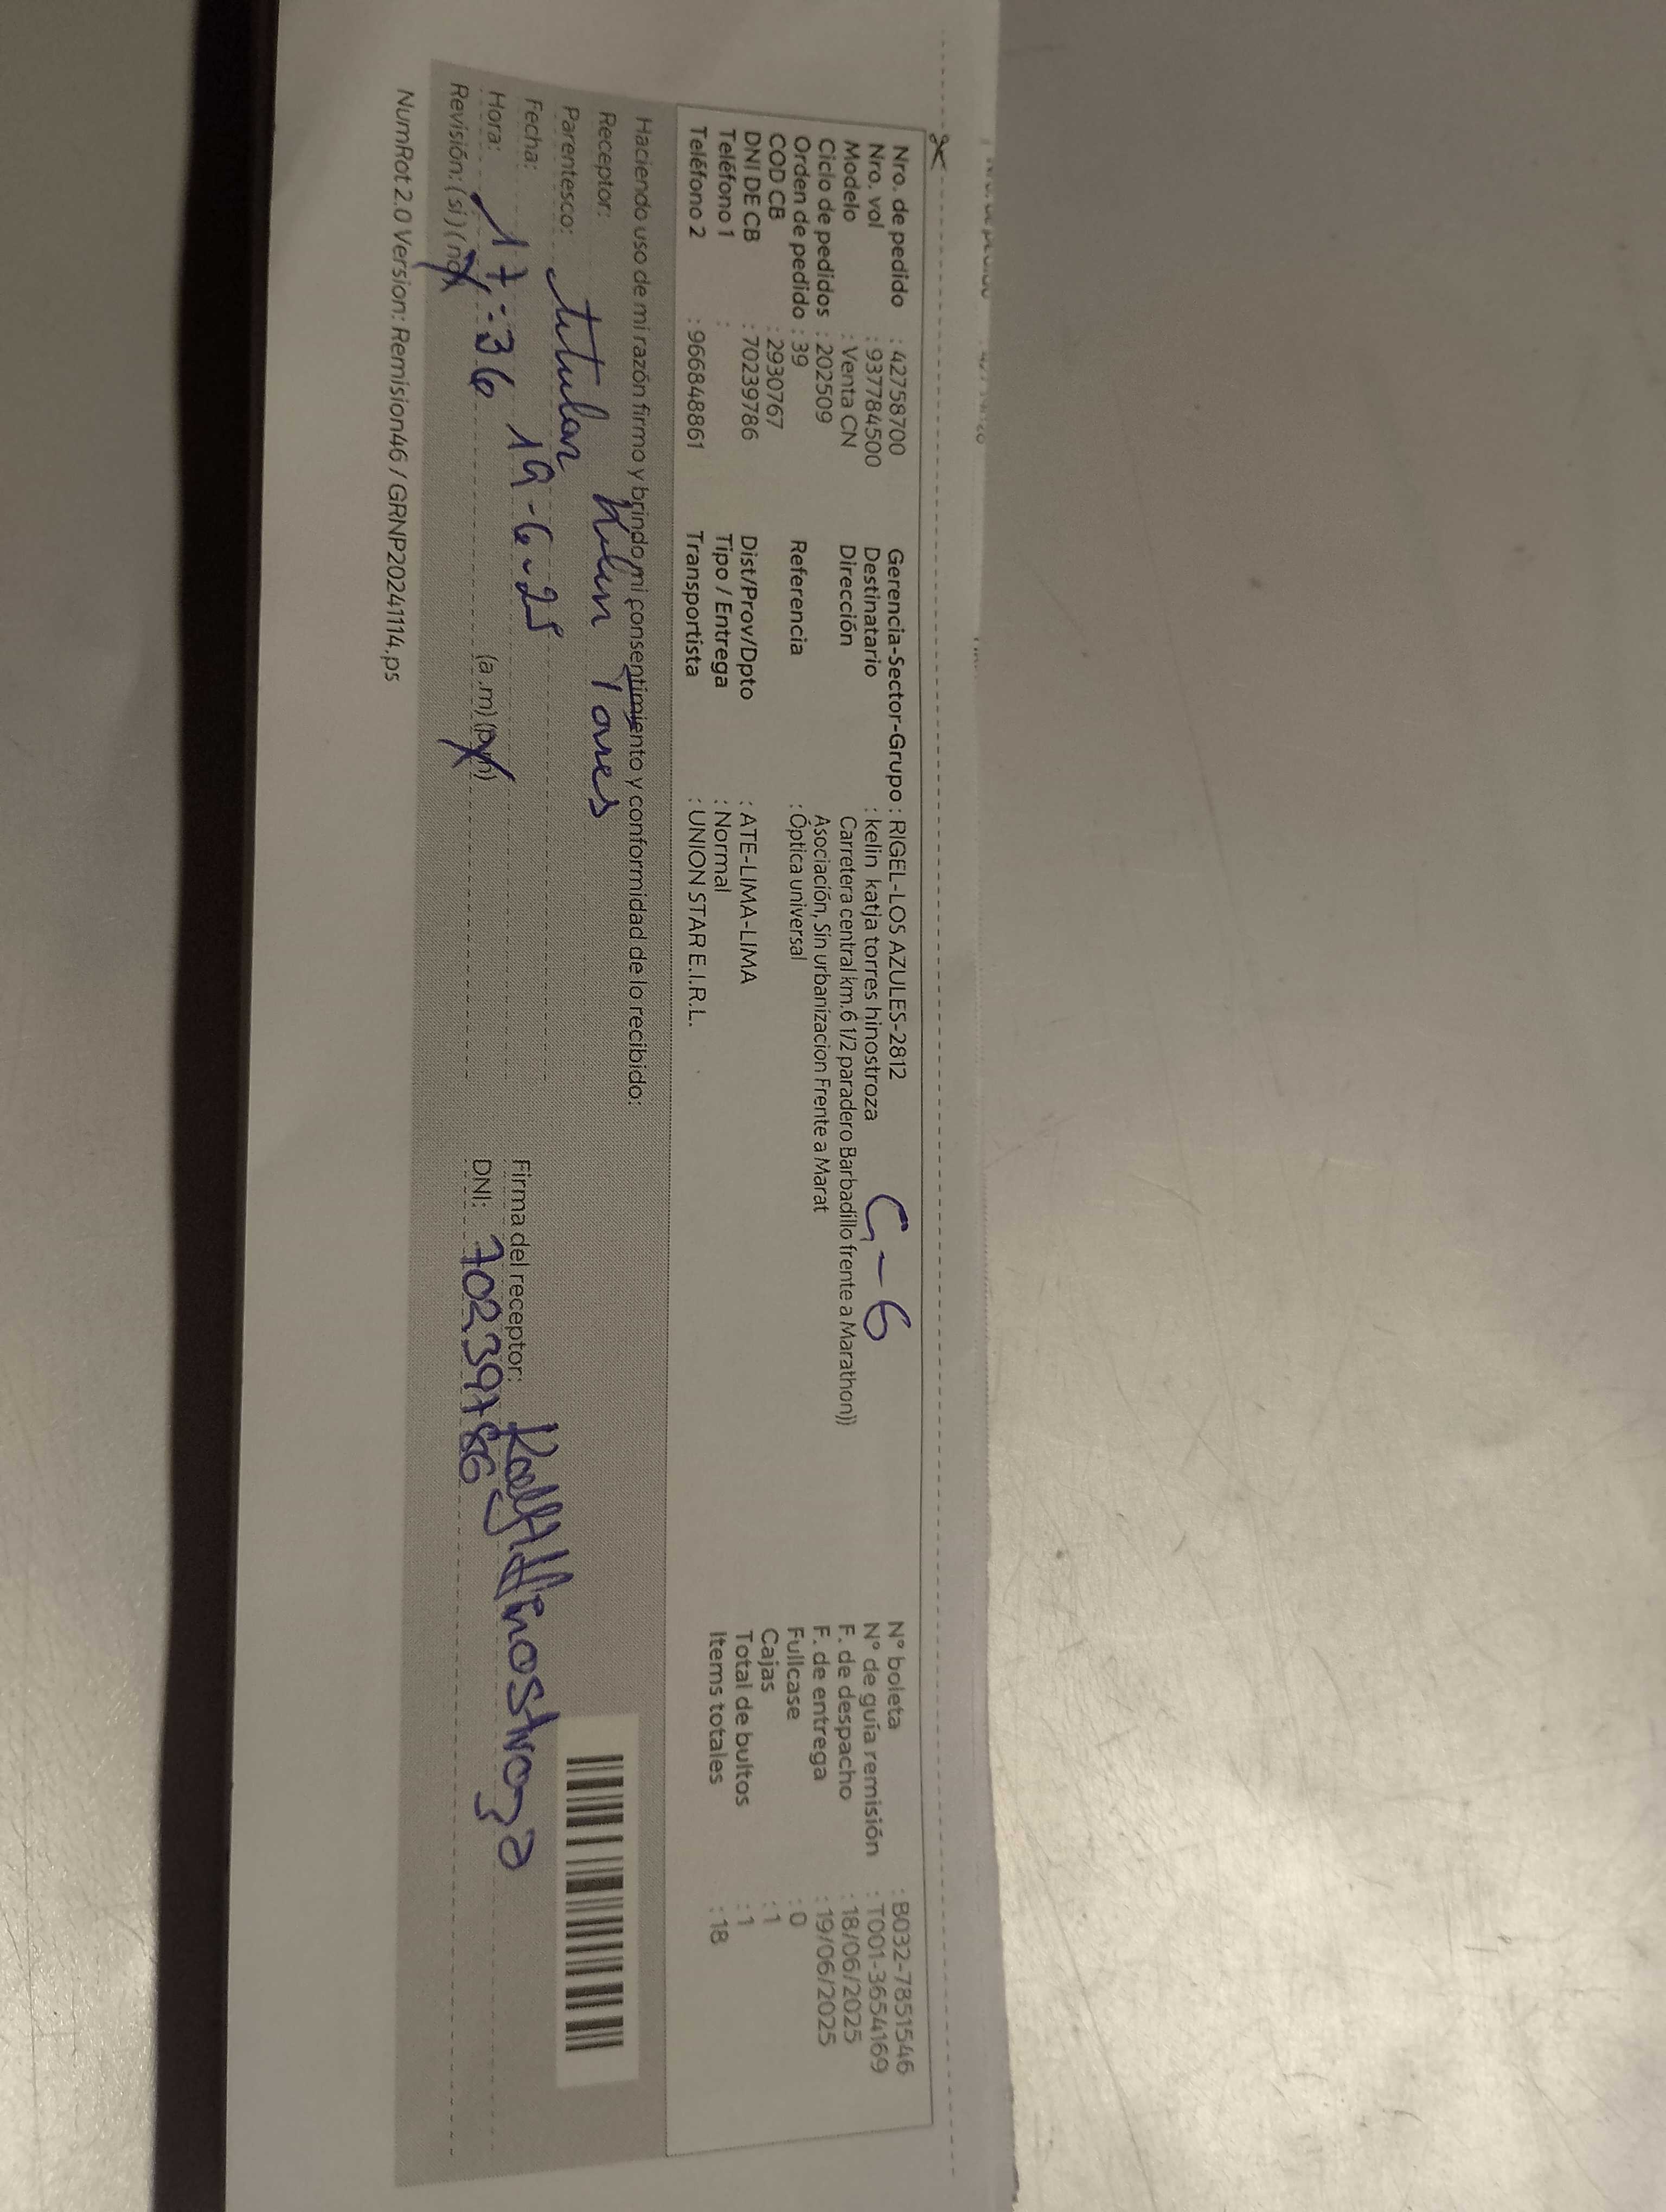 Nro. de pedido : 42758700 Gerencia-Sector-Grupo : RIGEL-LOS AZULES-2812 N° boleta : B032-7851546
Nro. vol : 937784500 Destinatario : kelin katja torres hinostroza C-6 N° de guía remisión : T001-3654169
Modelo : Venta CN Dirección Carretera central km.6 1/2 paradero Barbadillo frente a Marathon)) F. de despacho : 18/06/2025
Ciclo de pedidos : 202509 Asociación, Sin urbanizacion Frente a Marat F. de entrega : 19/06/2025
Orden de pedido : 39 Referencia : Óptica universal Fullcase : 0
COD CB : 2930767 Cajas : 1
DNI DE CB : 70239786 Dist/Prov/Dpto : ATE-LIMA-LIMA Total de bultos : 1
Teléfono 1 : Tipo / Entrega : Normal Items totales : 18
Teléfono 2 : 966848861 Transportista : UNION STAR E.I.R.L.
Haciendo uso de mi razón firmo y brindo mi consentimiento y conformidad de lo recibido:
Receptor: Kelin Torres
Parentesco: titular
Fecha: 19-6-25 Firma del receptor: Hinostroza
Hora: 17:36 (a.m) (p.m) DNI: 70239786
Revisión: (si) (no)
NumRot 2.0 Version: Remision46 / GRNP20241114.ps